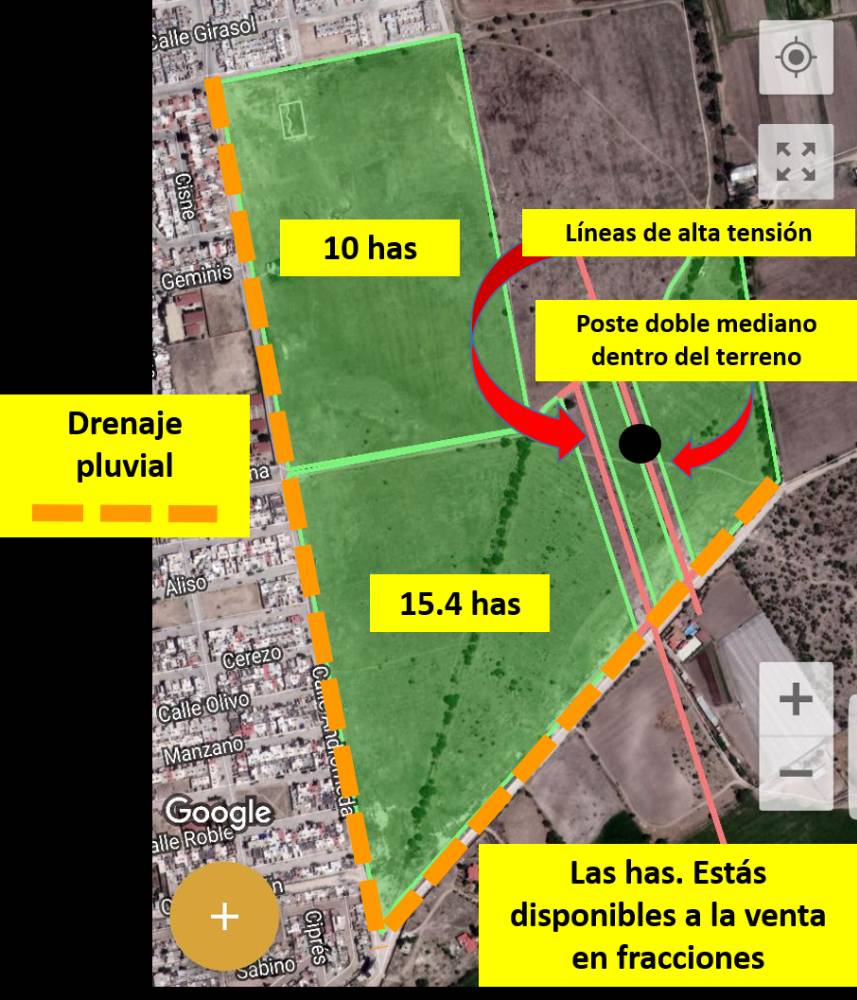 Calle Girasol
Cisne
10 has
Líneas de alta tensión
Geminis
Poste doble mediano
dentro del terreno
Drenaje
pluvial
na
15.4 has
Aliso
Cerezo
Calle Olivo
Calle Andromeda
Manzano
Google
alle Roble
+
−
Las has. Estás
disponibles a la venta
en fracciones
+
Ciprés
Sabino